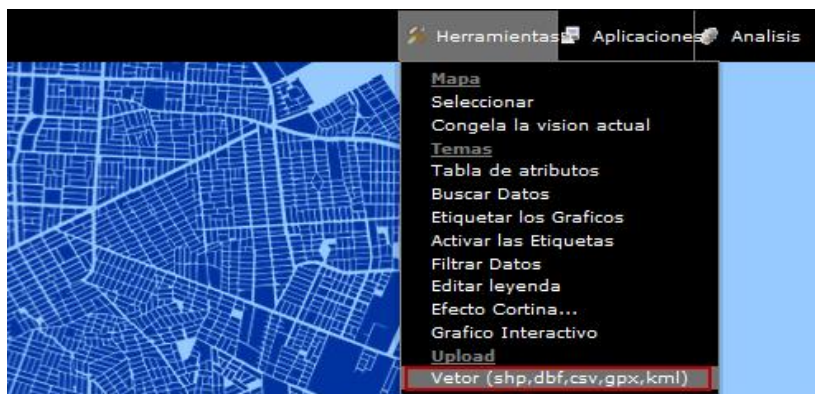 Herramientas Aplicaciones Analisis
Mapa
Seleccionar
Congela la vision actual
Temas
Tabla de atributos
Buscar Datos
Etiquetar los Graficos
Activar las Etiquetas
Filtrar Datos
Editar leyenda
Efecto Cortina...
Grafico Interactivo
Upload
Vetor (shp,dbf,csv,gpx,kml)